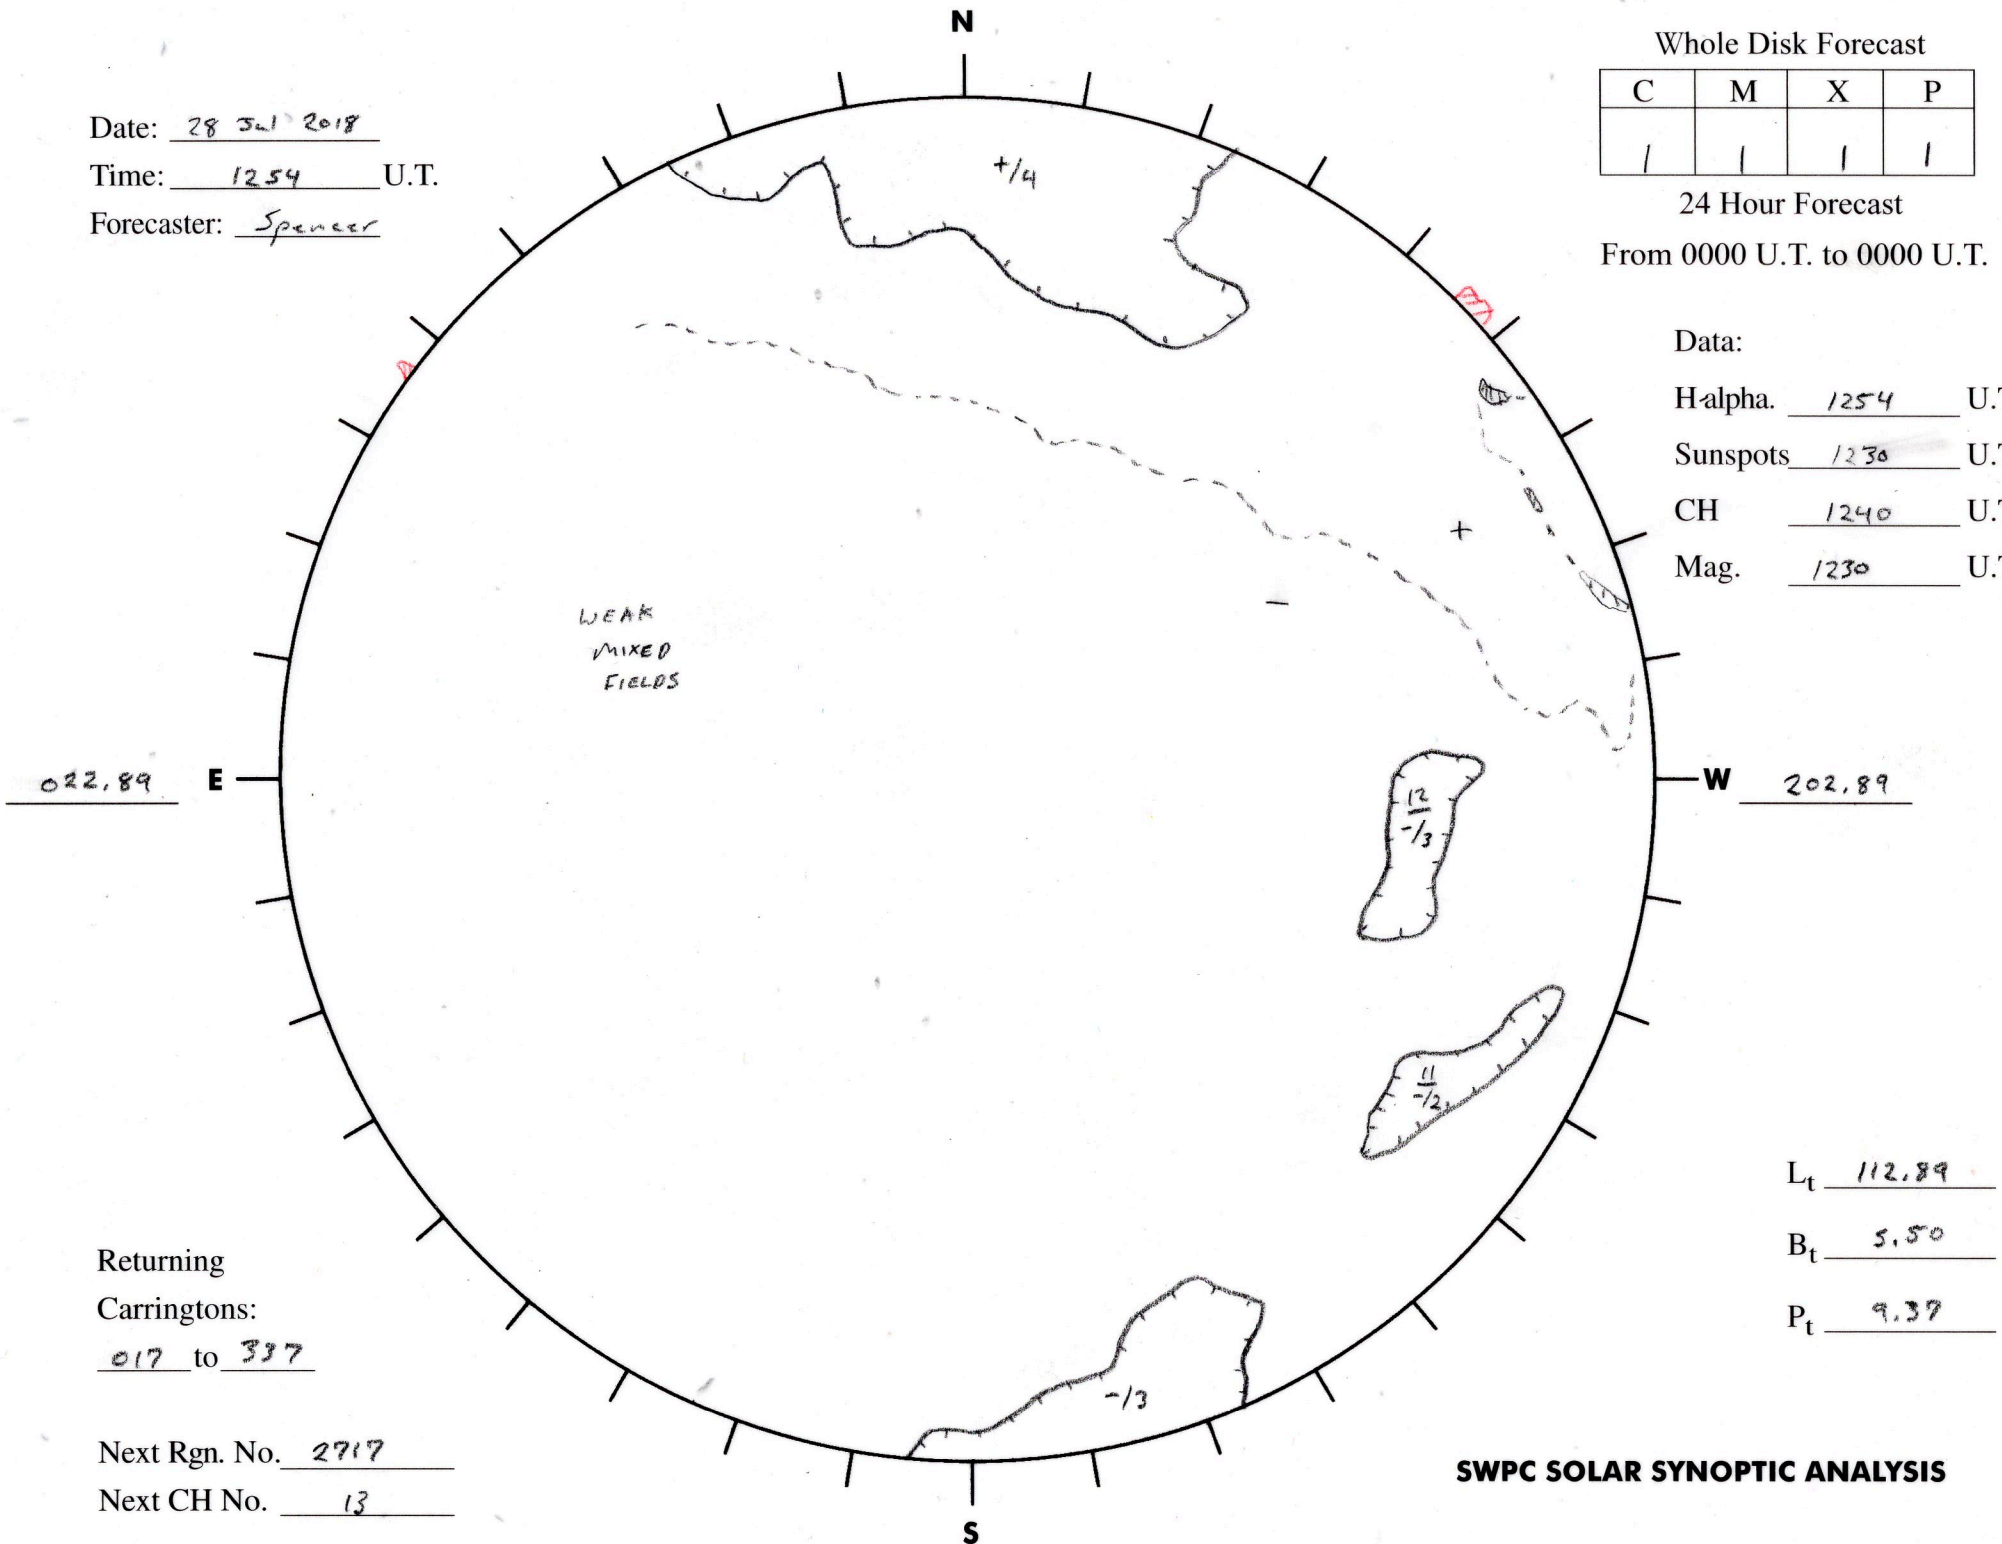 N
Whole Disk Forecast
C M X P
1 1 1 1
24 Hour Forecast
From 0000 U.T. to 0000 U.T.
Date: 28 Jul 2018
Time: 1254 U.T.
Forecaster: Spencer
+/4
Data:
H-alpha. 1254 U.T
Sunspots 1230 U.T
CH 1240 U.T
Mag. 1230 U.T
+
-
WEAK
MIXED
FIELDS
022.89 E
W 202.89
12
-/3
11
-/2
-/3
Lt 112.89
Bt 5.50
Pt 9.37
Returning
Carringtons:
017 to 337
Next Rgn. No. 2717
Next CH No. 13
S
SWPC SOLAR SYNOPTIC ANALYSIS